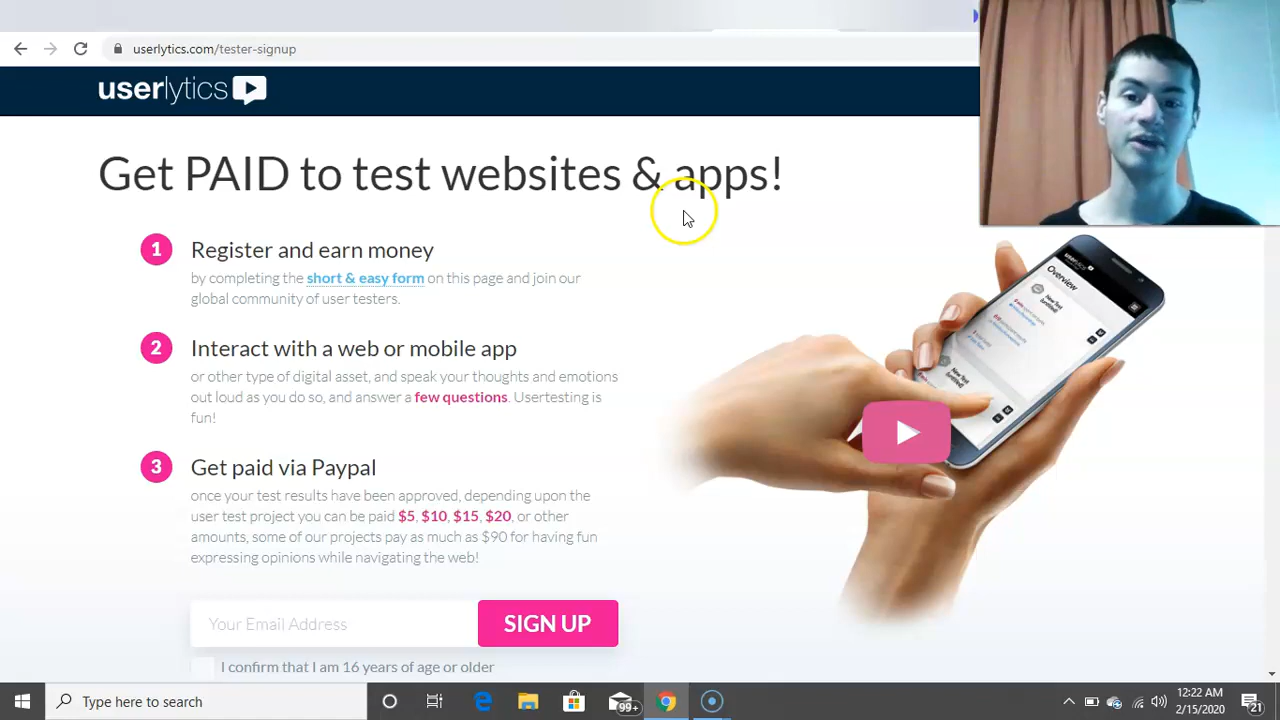 userlytics.com/tester-signup
userlytics
Get PAID to test websites & apps!
1 Register and earn money
by completing the short & easy form on this page and join our
global community of user testers.
2 Interact with a web or mobile app
or other type of digital asset, and speak your thoughts and emotions
out loud as you do so, and answer a few questions. Usertesting is
fun!
3 Get paid via Paypal
once your test results have been approved, depending upon the
user test project you can be paid $5, $10, $15, $20, or other
amounts, some of our projects pay as much as $90 for having fun
expressing opinions while navigating the web!
Your Email Address
SIGN UP
I confirm that I am 16 years of age or older
Overview
New Test
New Test
Type here to search
99+
12:22 AM
2/15/2020
21